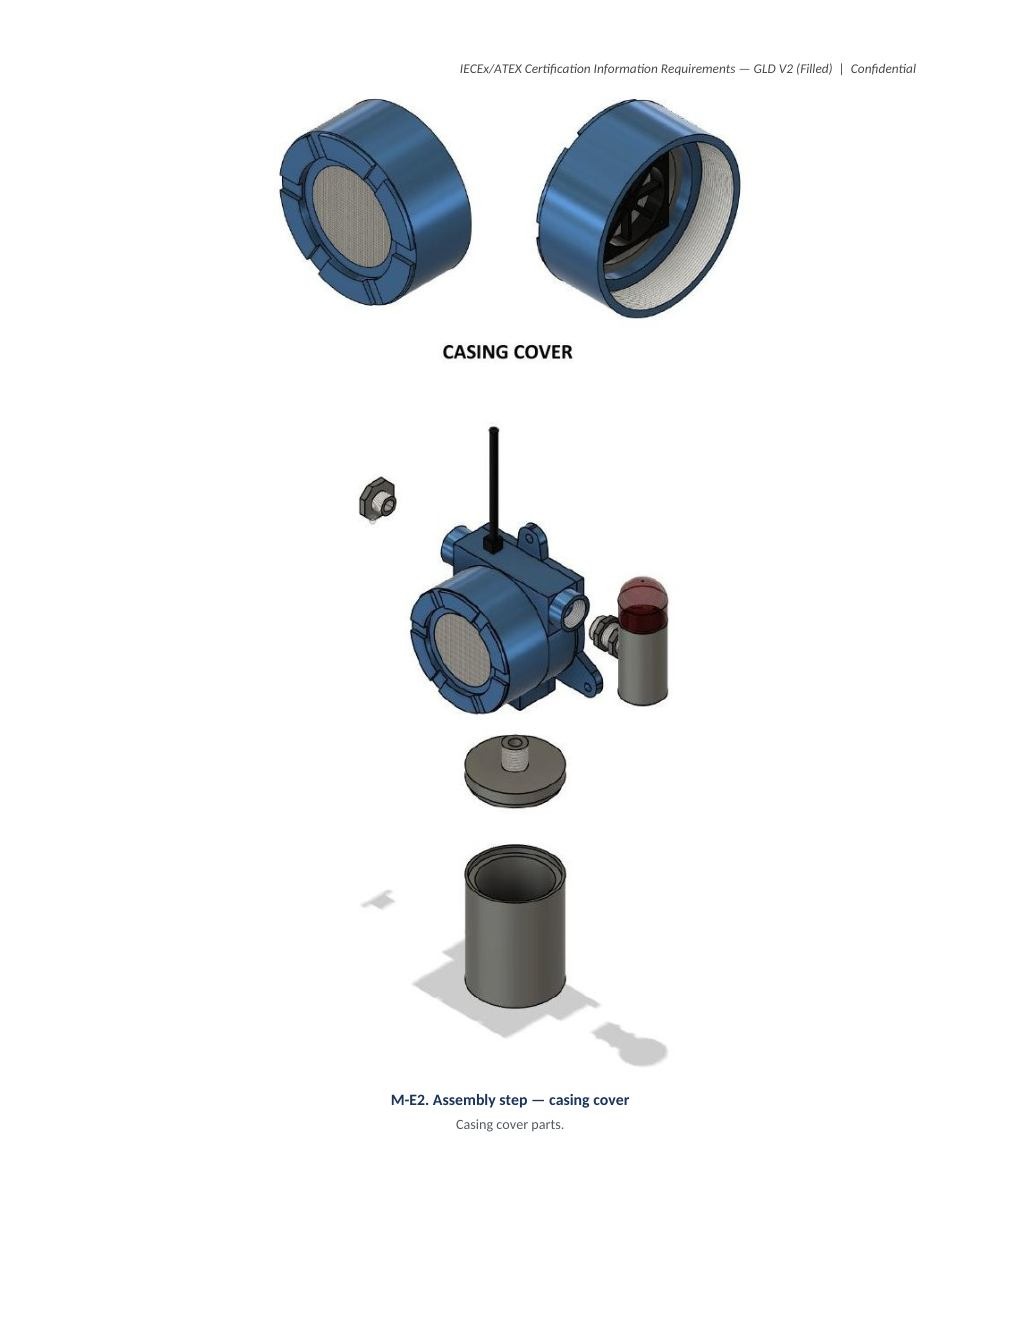 IECEx/ATEX Certification Information Requirements — GLD V2 (Filled) | Confidential
CASING COVER
M-E2. Assembly step — casing cover
Casing cover parts.